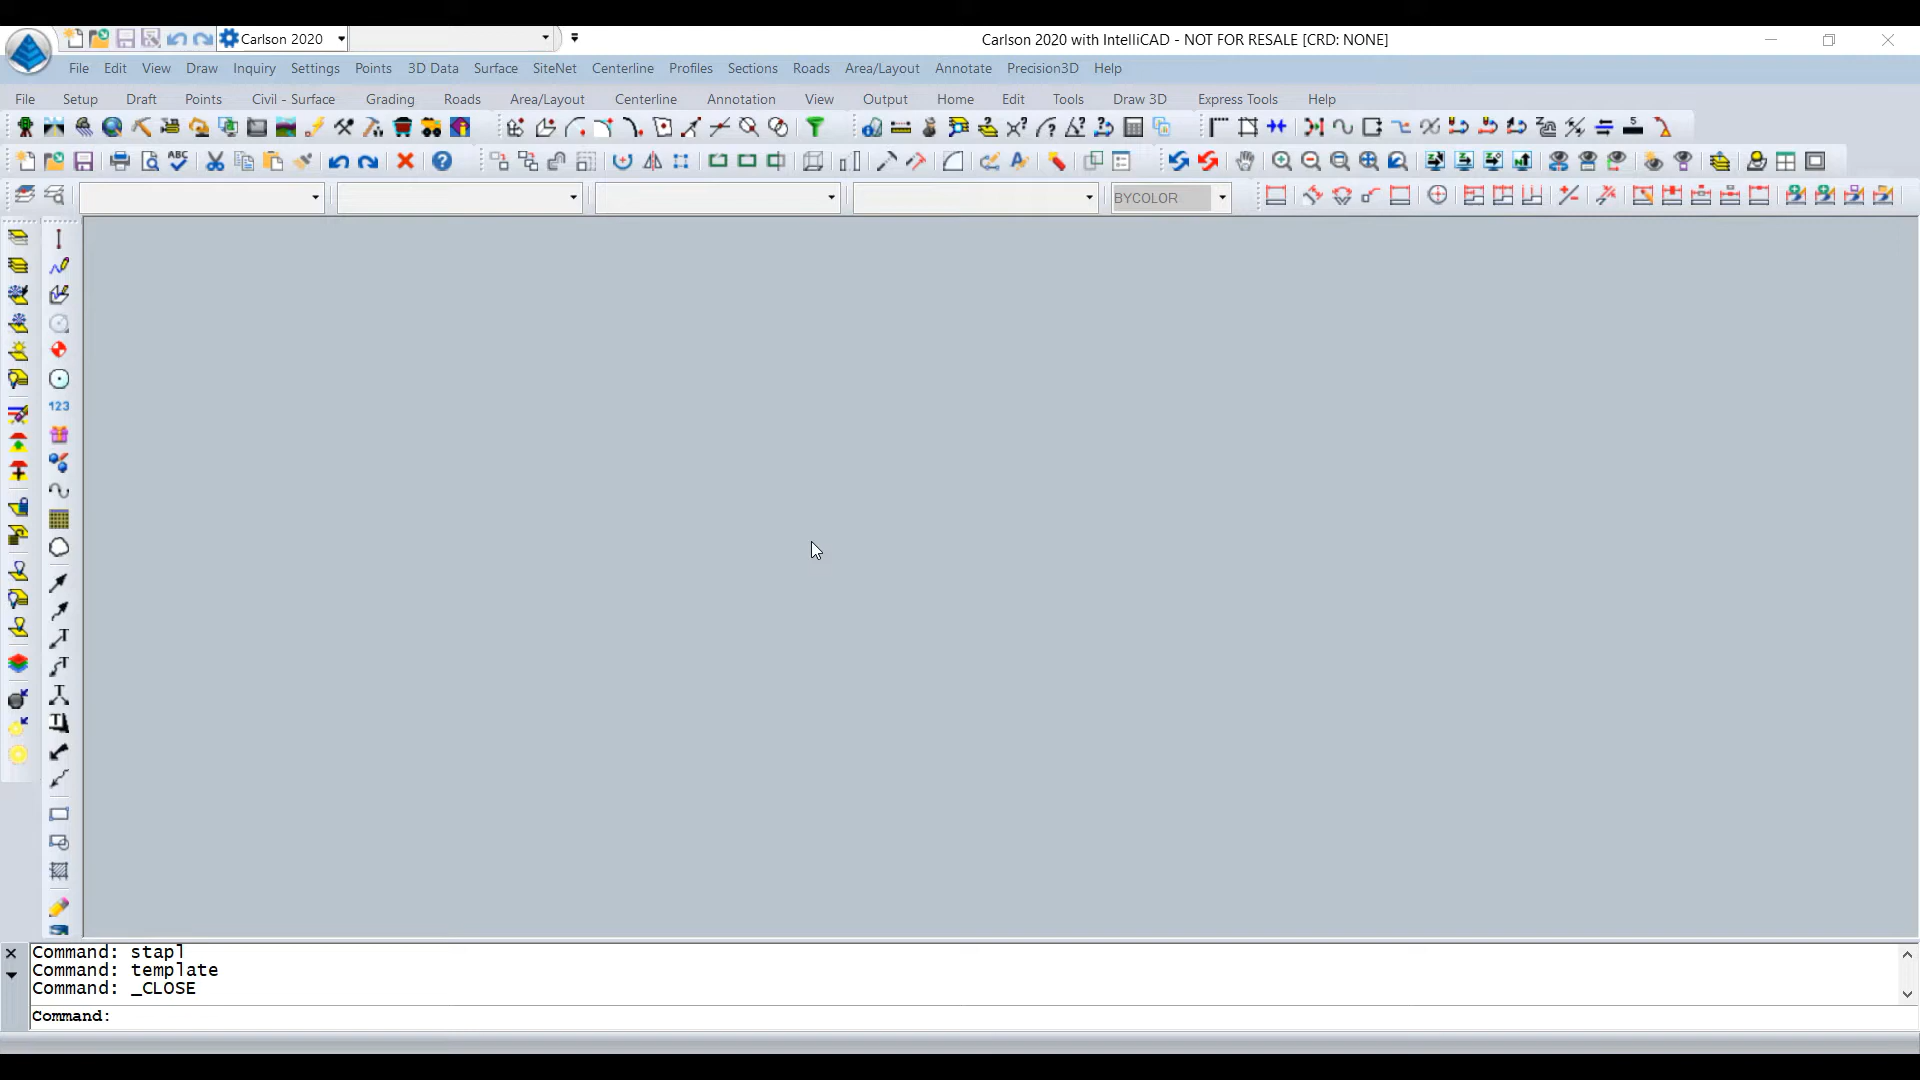 Carlson 2020
Carlson 2020 with IntelliCAD - NOT FOR RESALE [CRD: NONE]
File Edit View Draw Inquiry Settings Points 3D Data Surface SiteNet Centerline Profiles Sections Roads Area/Layout Annotate Precision3D Help
File Setup Draft Points Civil - Surface Grading Roads Area/Layout Centerline Annotation View Output Home Edit Tools Draw 3D Express Tools Help
ABC
BYCOLOR
123
Command: stapl
Command: template
Command: _CLOSE
Command: